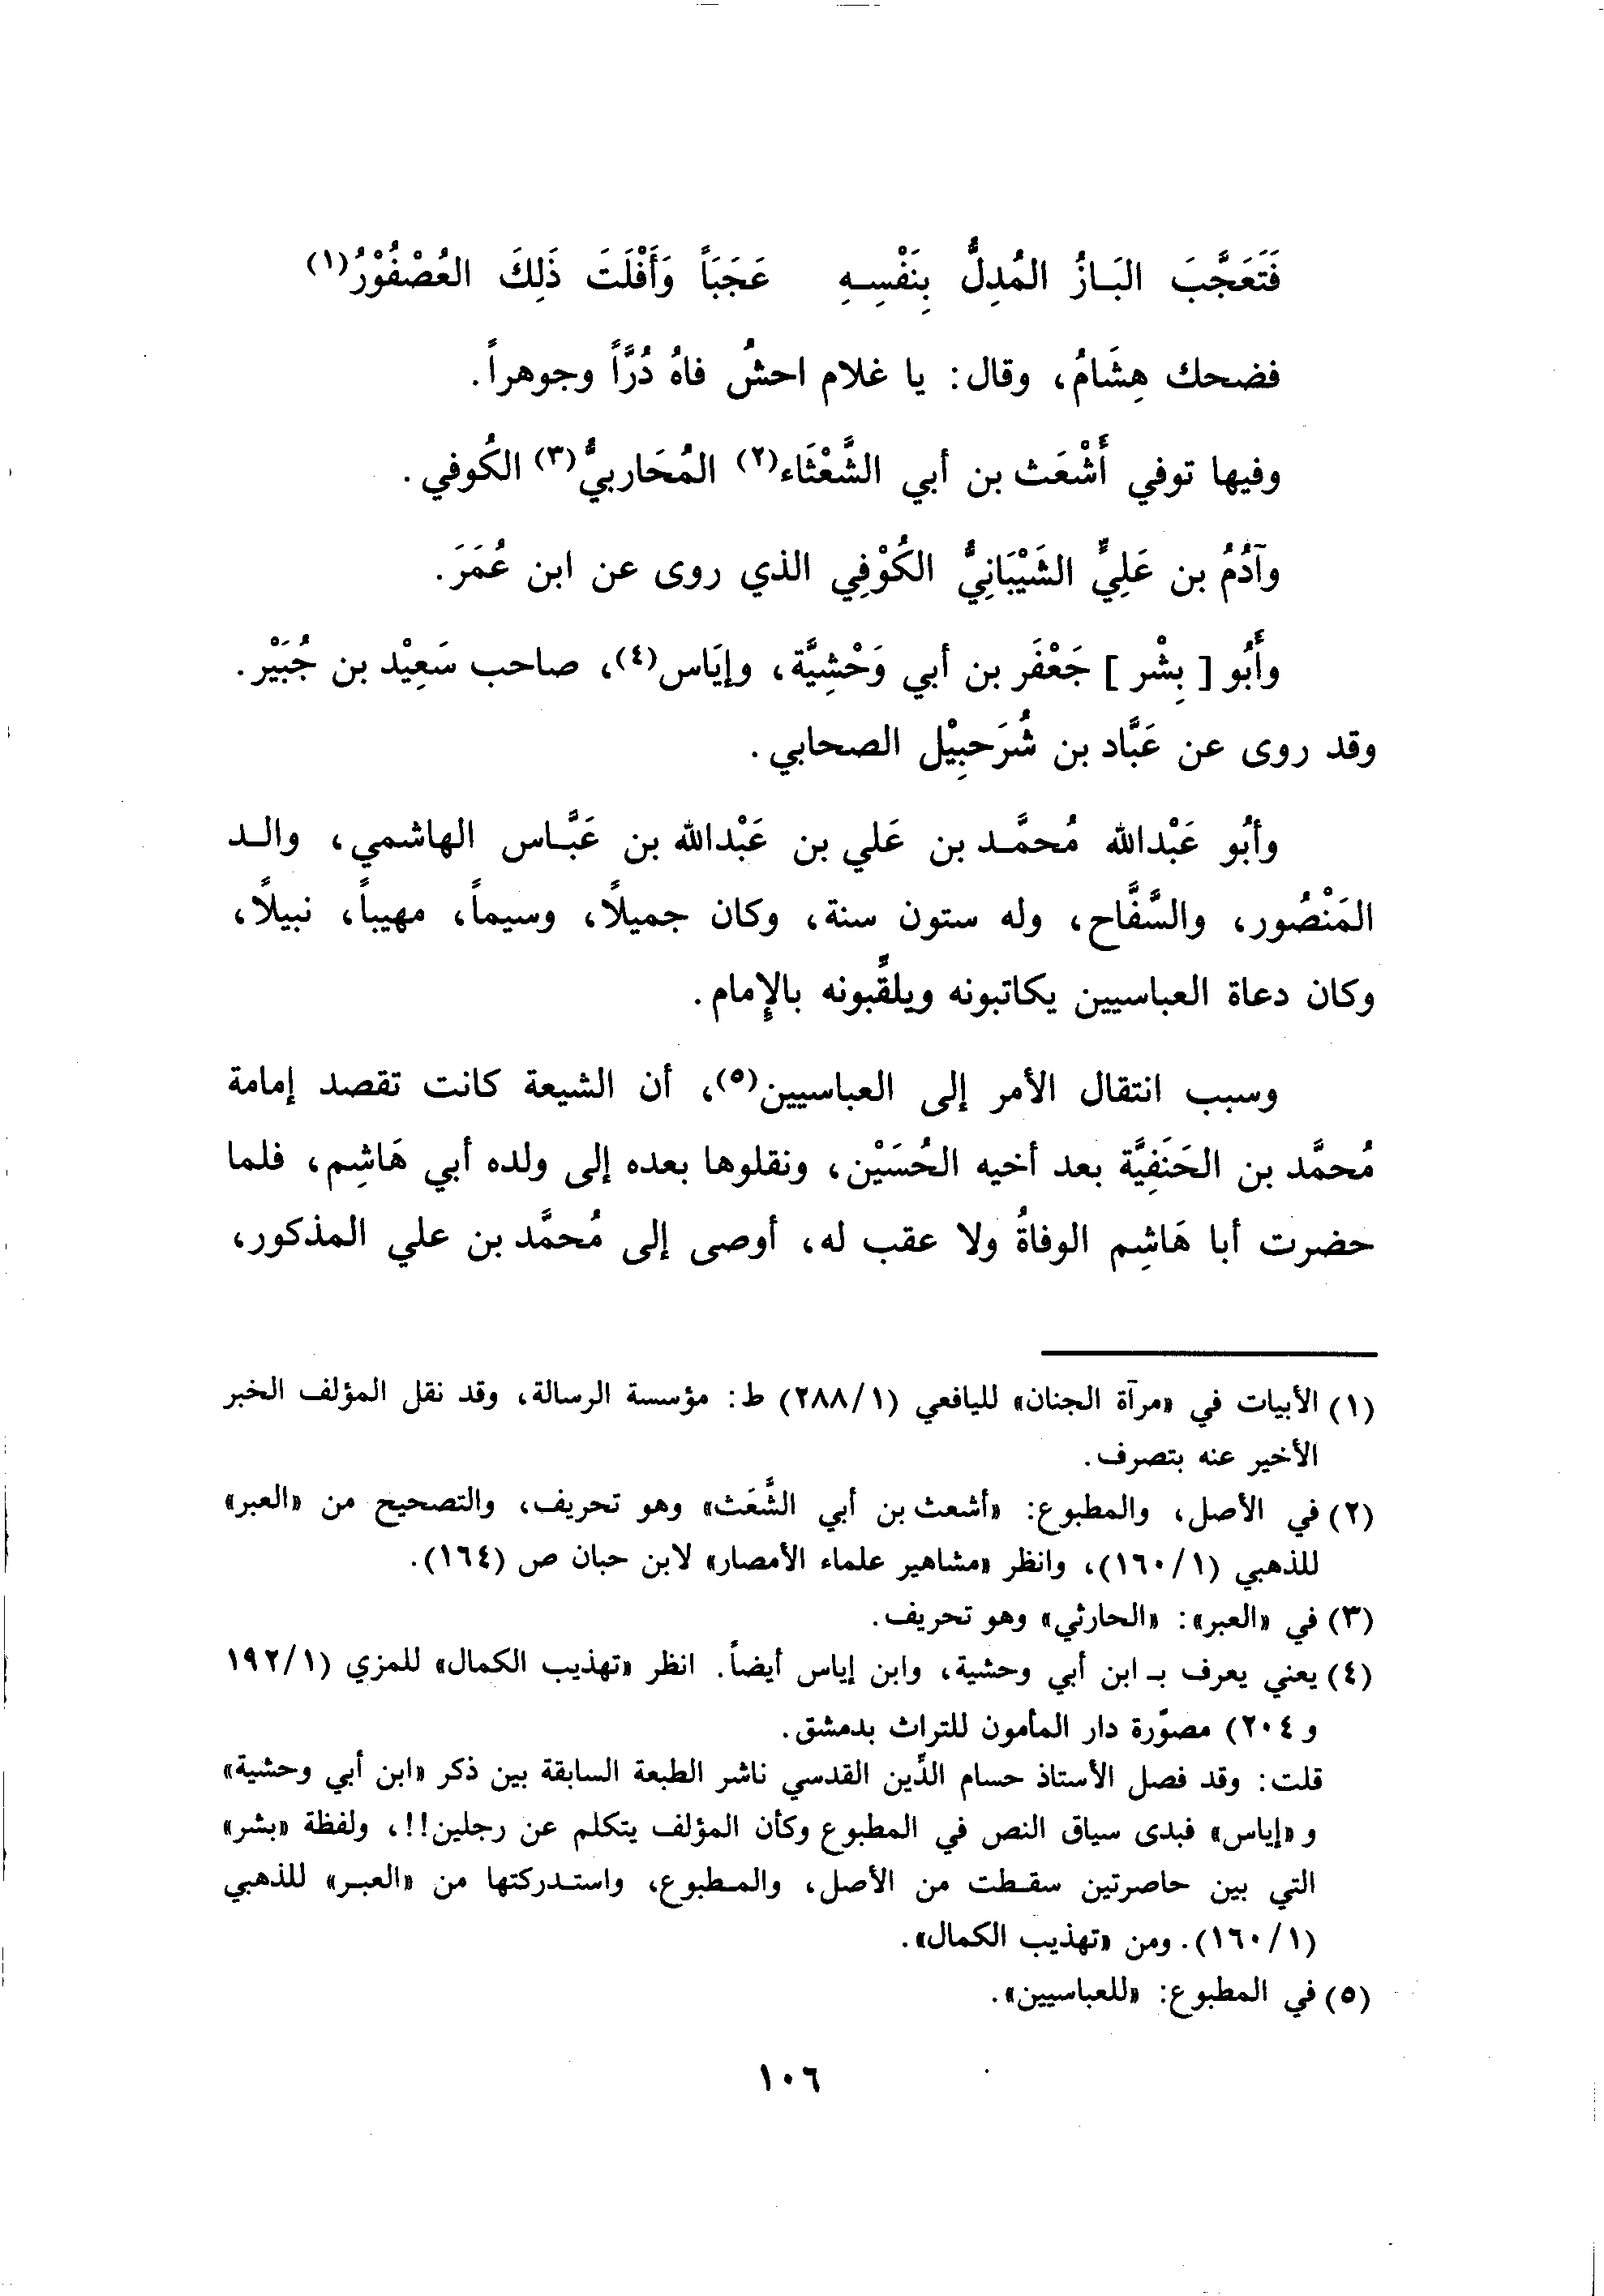 فَتَعَجَّبَ البَازُ المُدِلُّ بِنَفْسِهِ عَجَبَاً وَأَفْلَتَ ذَلِكَ العُصْفُوْرُ(١)
فضحك هِشَامُ، وقال: يا غلام احشُ فاهُ دُرَّاً وجوهراً.
وفيها توفي أَشْعَث بن أبي الشَّعْثَاء(٢) المُحَاربيُّ(٣) الكُوفي.
وآدُمُ بن عَلِيٍّ الشَيْبَانِيُّ الكُوْفِي الذي روى عن ابن عُمَرَ.
وأَبُو [ بِشْر ] جَعْفَر بن أبي وَحْشِيَّة، وإيَاس(٤)، صاحب سَعِيْد بن جُبَيْر.
وقد روى عن عَبَّاد بن شُرَحبِيْل الصحابي.
وأبُو عَبْدالله مُحمَّد بن عَلي بن عَبْدالله بن عَبَّاس الهاشمي، والد
المَنْصُور، والسَّفَّاح، وله ستون سنة، وكان جميلاً، وسيماً، مهيباً، نبيلاً،
وكان دعاة العباسيين يكاتبونه ويلقَّبونه بالإِمام.
وسبب انتقال الأمر إلى العباسيين(٥)، أن الشيعة كانت تقصد إمامة
مُحمَّد بن الحَنَفِيَّة بعد أخيه الحُسَيْن، ونقلوها بعده إلى ولده أبي هَاشِم، فلما
حضرت أبا هَاشِم الوفاةُ ولا عقب له، أوصى إلى مُحمَّد بن علي المذكور،
(١) الأبيات في «مرآة الجنان» لليافعي (٢٨٨/١) ط: مؤسسة الرسالة، وقد نقل المؤلف الخبر
الأخير عنه بتصرف.
(٢) في الأصل، والمطبوع: «أشعث بن أبي الشَّعَث» وهو تحريف، والتصحيح من «العبر»
للذهبي (١٦٠/١)، وانظر «مشاهير علماء الأمصار» لابن حبان ص (١٦٤).
(٣) في «العبر»: «الحارثي» وهو تحريف.
(٤) يعني يعرف بـ ابن أبي وحشية، وابن إياس أيضاً. انظر «تهذيب الكمال» للمزي (١٩٢/١
و ٢٠٤) مصوّرة دار المأمون للتراث بدمشق.
قلت: وقد فصل الأستاذ حسام الدِّين القدسي ناشر الطبعة السابقة بين ذكر «ابن أبي وحشية»
و «إياس» فبدى سياق النص في المطبوع وكأن المؤلف يتكلم عن رجلين!!، ولفظة «بشر»
التي بين حاصرتين سقطت من الأصل، والمطبوع، واستدركتها من «العبر» للذهبي
(١٦٠/١). ومن «تهذيب الكمال».
(٥) في المطبوع: «للعباسيين».
١٠٦